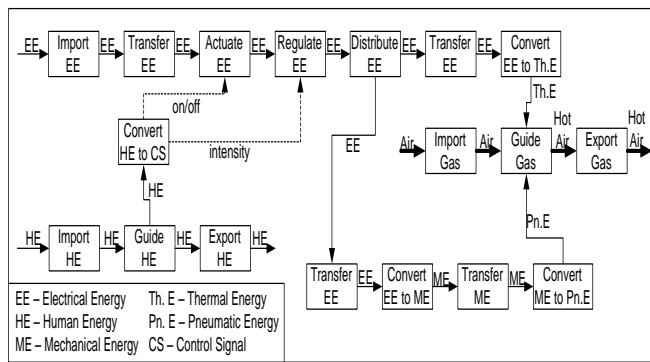 EE Import EE Transfer EE Actuate EE Regulate EE Distribute EE Transfer EE Convert
EE EE EE EE EE EE EE to Th.E
on/off
Th.E
Convert
HE to CS
intensity
EE
Hot Hot
Air Import Air Guide Air Export Air
Gas Gas Gas
HE
Pn.E
HE Import HE Guide HE Export HE
HE HE HE
Transfer EE Convert ME Transfer ME Convert
EE EE to ME ME ME to Pn.E
EE – Electrical Energy Th. E – Thermal Energy
HE – Human Energy Pn. E – Pneumatic Energy
ME – Mechanical Energy CS – Control Signal